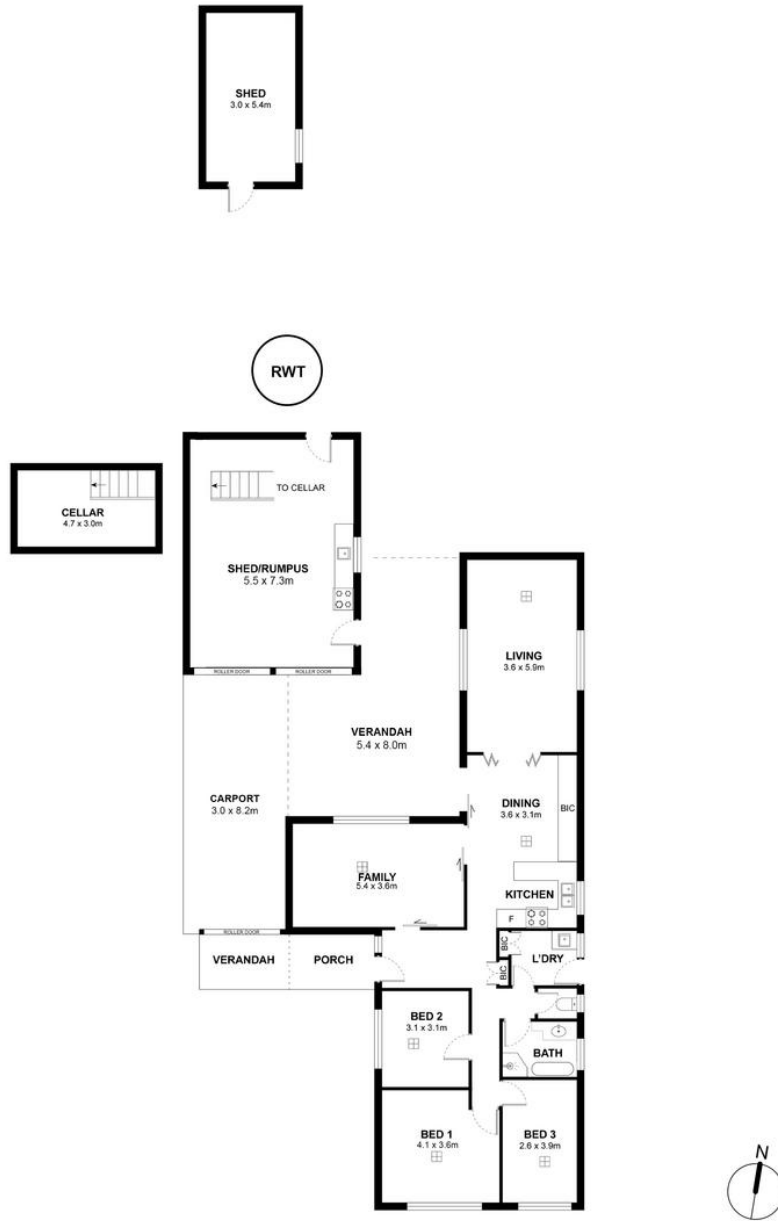 SHED
3.0 x 5.4m
RWT
TO CELLAR
CELLAR
4.7 x 3.0m
SHED/RUMPUS
5.5 x 7.3m
ROLLER DOOR
ROLLER DOOR
LIVING
3.6 x 5.9m
VERANDAH
5.4 x 8.0m
CARPORT
3.0 x 8.2m
DINING
3.6 x 3.1m
BIC
FAMILY
5.4 x 3.6m
KITCHEN
F
ROLLER DOOR
VERANDAH
PORCH
BIC
L'DRY
BIC
BED 2
3.1 x 3.1m
BATH
BED 1
4.1 x 3.6m
BED 3
2.6 x 3.9m
N